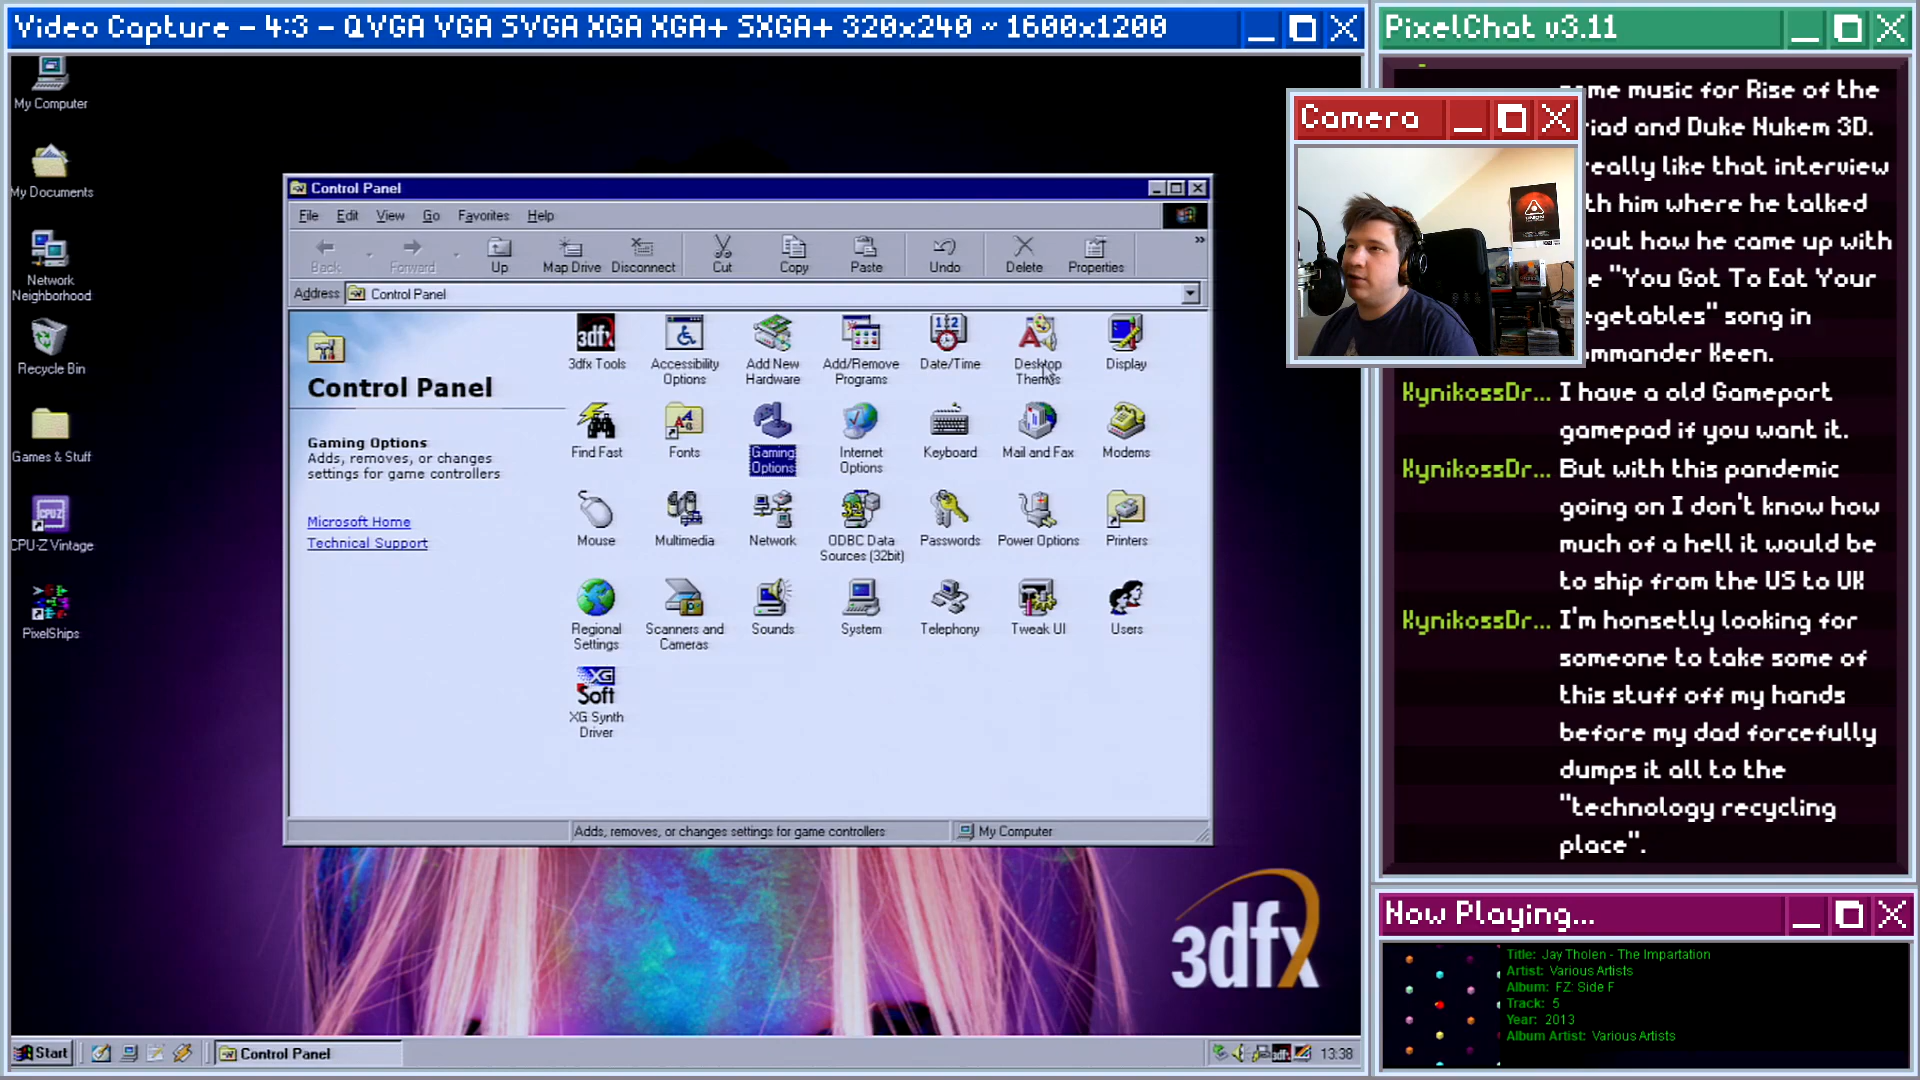 Video Capture - 4:3 - QVGA VGA SVGA XGA XGA+ SXGA+ 320x240 ~ 1600x1200
My Computer
My Documents
Network
Neighborhood
Recycle Bin
Games & Stuff
CPU-Z
CPU-Z Vintage
PixelShips
Control Panel
File Edit View Go Favorites Help
Back Forward Up Map Drive Disconnect Cut Copy Paste Undo Delete Properties
Address Control Panel
Control Panel
Gaming Options
Adds, removes, or changes
settings for game controllers
Microsoft Home
Technical Support
3dfx Tools
Accessibility
Options
Add New
Hardware
Add/Remove
Programs
Date/Time
Desktop
Themes
Display
Find Fast
Fonts
Gaming
Options
Internet
Options
Keyboard
Mail and Fax
Modems
Mouse
Multimedia
Network
ODBC Data
Sources (32bit)
Passwords
Power Options
Printers
Regional
Settings
Scanners and
Cameras
Sounds
System
Telephony
Tweak UI
Users
XG
Soft
XG Synth
Driver
Adds, removes, or changes settings for game controllers
My Computer
3dfx
Start
Control Panel
13:38
PixelChat v3.11
Camera
me music for Rise of the
riad and Duke Nukem 3D.
really like that interview
th him where he talked
out how he came up with
e "You Got To Eat Your
egetables" song in
ommander Keen.
KynikossDr... I have a old Gameport
gamepad if you want it.
KynikossDr... But with this pandemic
going on I don't know how
much of a hell it would be
to ship from the US to UK
KynikossDr... I'm honsetly looking for
someone to take some of
this stuff off my hands
before my dad forcefully
dumps it all to the
"technology recycling
place".
Now Playing...
Title: Jay Tholen - The Impartation
Artist: Various Artists
Album: FZ: Side F
Track: 5
Year: 2013
Album Artist: Various Artists